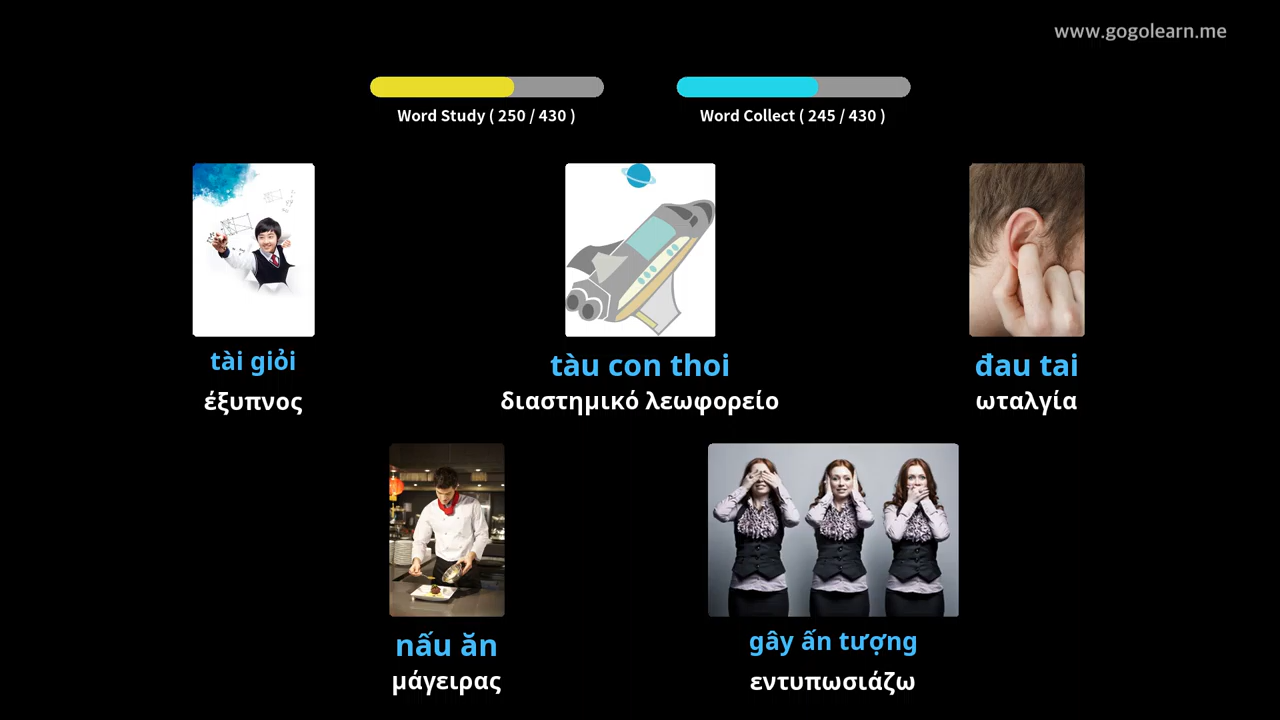 www.gogolearn.me
Word Study ( 250 / 430 )
Word Collect ( 245 / 430 )
tài giỏi
έξυπνος
tàu con thoi
διαστημικό λεωφορείο
đau tai
ωταλγία
nấu ăn
μάγειρας
gây ấn tượng
εντυπωσιάζω